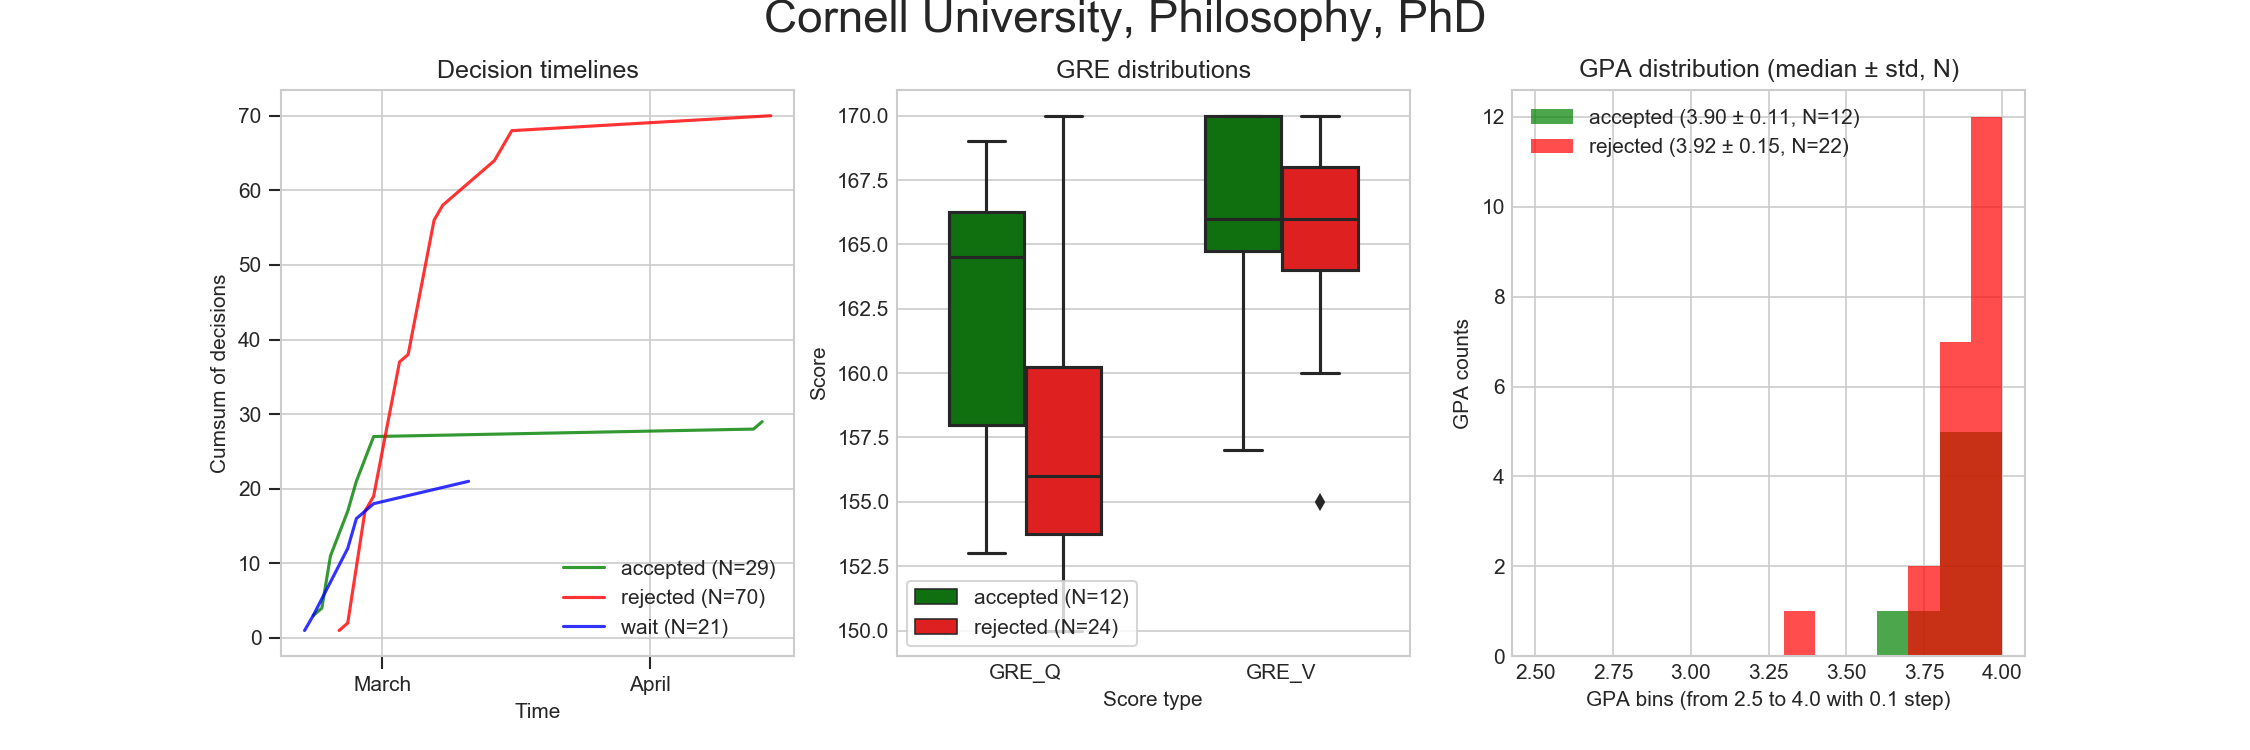 Cornell University, Philosophy, PhD
Decision timelines
70
60
50
40
30
20
10
0
Cumsum of decisions
accepted (N=29)
rejected (N=70)
wait (N=21)
March
April
Time
GRE distributions
170.0
167.5
165.0
162.5
160.0
157.5
155.0
152.5
150.0
Score
accepted (N=12)
rejected (N=24)
GRE_Q
GRE_V
Score type
GPA distribution (median ± std, N)
accepted (3.90 ± 0.11, N=12)
rejected (3.92 ± 0.15, N=22)
12
10
8
6
4
2
0
GPA counts
2.50
2.75
3.00
3.25
3.50
3.75
4.00
GPA bins (from 2.5 to 4.0 with 0.1 step)